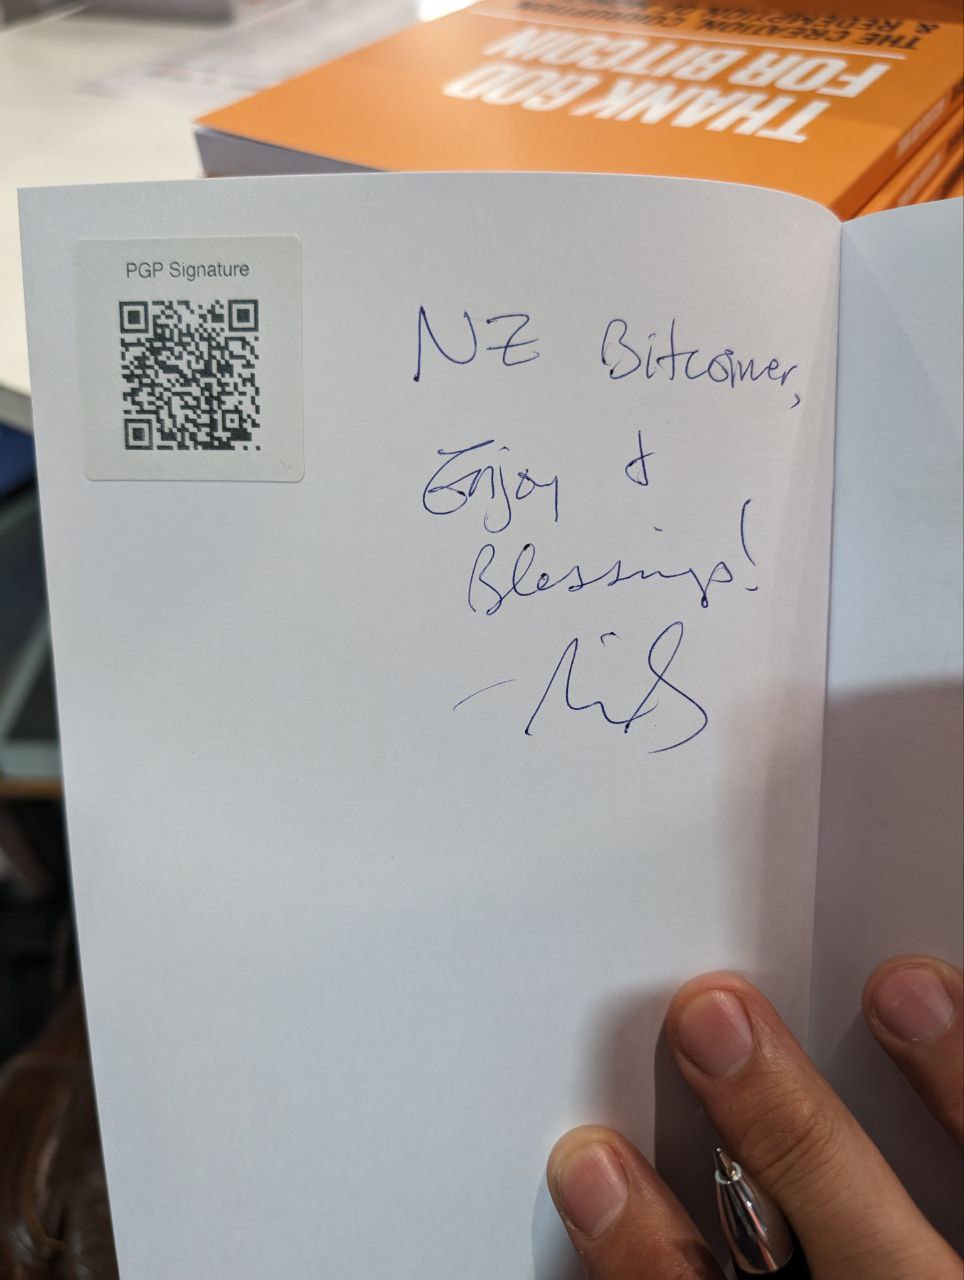 THANK GOD
FOR BITCOIN
THE CREATION, CORRUPTION
& REDEMPTION OF
PGP Signature
NZ Bitcoiner,
Enjoy &
Blessings!